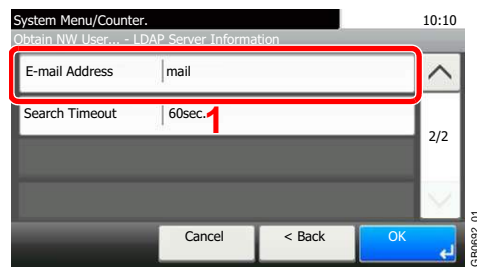 System Menu/Counter. 10:10
Obtain NW User... - LDAP Server Information
E-mail Address mail
Search Timeout 60sec.
1
2/2
Cancel < Back OK
GB0692_01